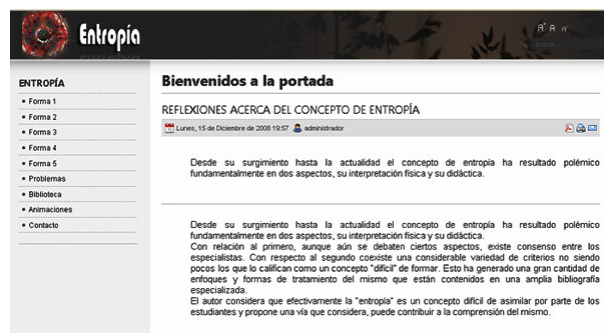 Entropía
A+ A A-
buscar...
ENTROPÍA
Forma 1
Forma 2
Forma 3
Forma 4
Forma 5
Problemas
Biblioteca
Animaciones
Contacto
Bienvenidos a la portada
REFLEXIONES ACERCA DEL CONCEPTO DE ENTROPÍA
Lunes, 15 de Diciembre de 2008 19:57 administrador
Desde su surgimiento hasta la actualidad el concepto de entropía ha resultado polémico
fundamentalmente en dos aspectos, su interpretación física y su didáctica.
Desde su surgimiento hasta la actualidad el concepto de entropía ha resultado polémico
fundamentalmente en dos aspectos, su interpretación física y su didáctica.
Con relación al primero, aunque aún se debaten ciertos aspectos, existe consenso entre los
especialistas. Con respecto al segundo coexiste una considerable variedad de criterios no siendo
pocos los que lo califican como un concepto "difícil" de formar. Esto ha generado una gran cantidad de
enfoques y formas de tratamiento del mismo que están contenidos en una amplia bibliografía
especializada.
El autor considera que efectivamente la "entropía" es un concepto difícil de asimilar por parte de los
estudiantes y propone una vía que considera, puede contribuir a la comprensión del mismo.